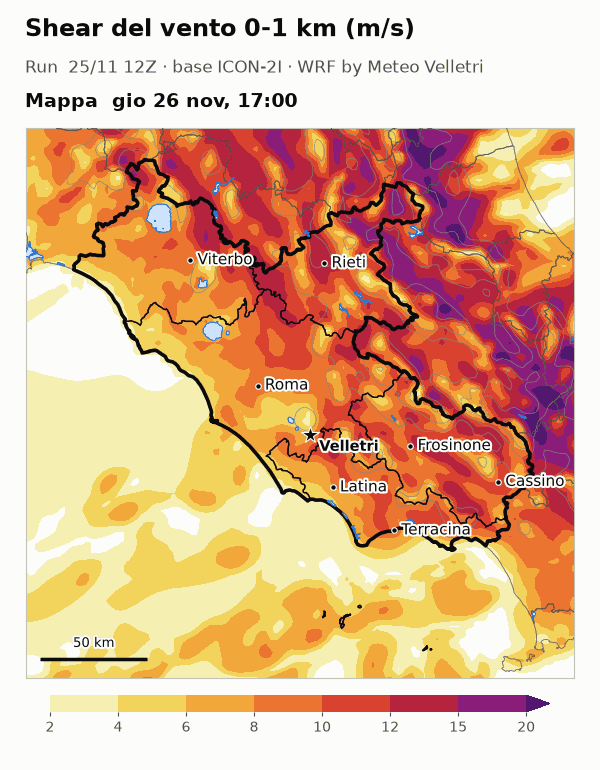 Shear del vento 0-1 km (m/s)
Run  25/11 12Z · base ICON-2I · WRF by Meteo Velletri
Mappa  gio 26 nov, 17:00
Viterbo
Rieti
Roma
Velletri
Frosinone
Latina
Cassino
Terracina
50 km
2 4 6 8 10 12 15 20